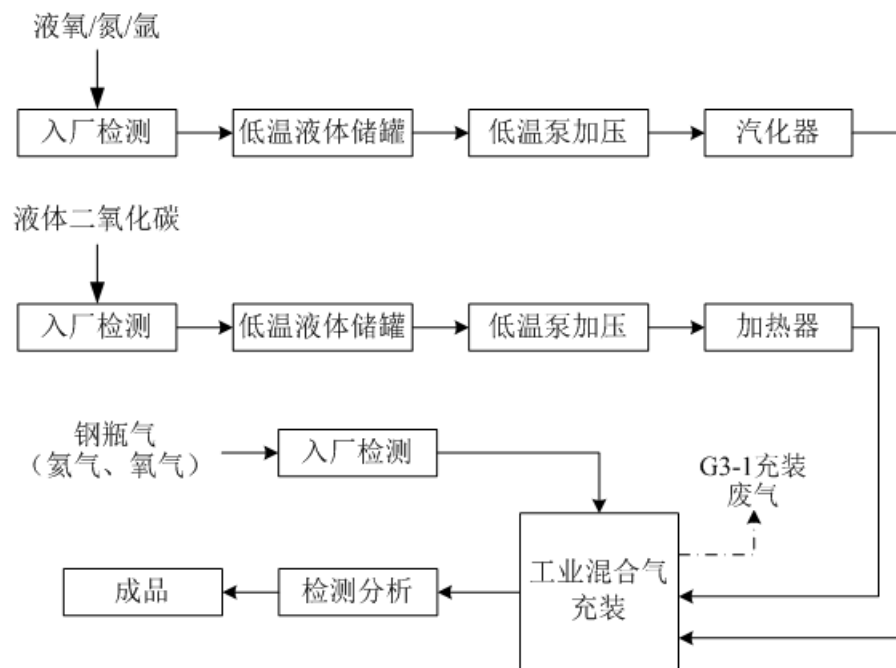 液氧/氮/氩
入厂检测
低温液体储罐
低温泵加压
汽化器
液体二氧化碳
入厂检测
低温液体储罐
低温泵加压
加热器
钢瓶气
（氦气、氧气）
入厂检测
G3-1充装
废气
工业混合气
充装
检测分析
成品